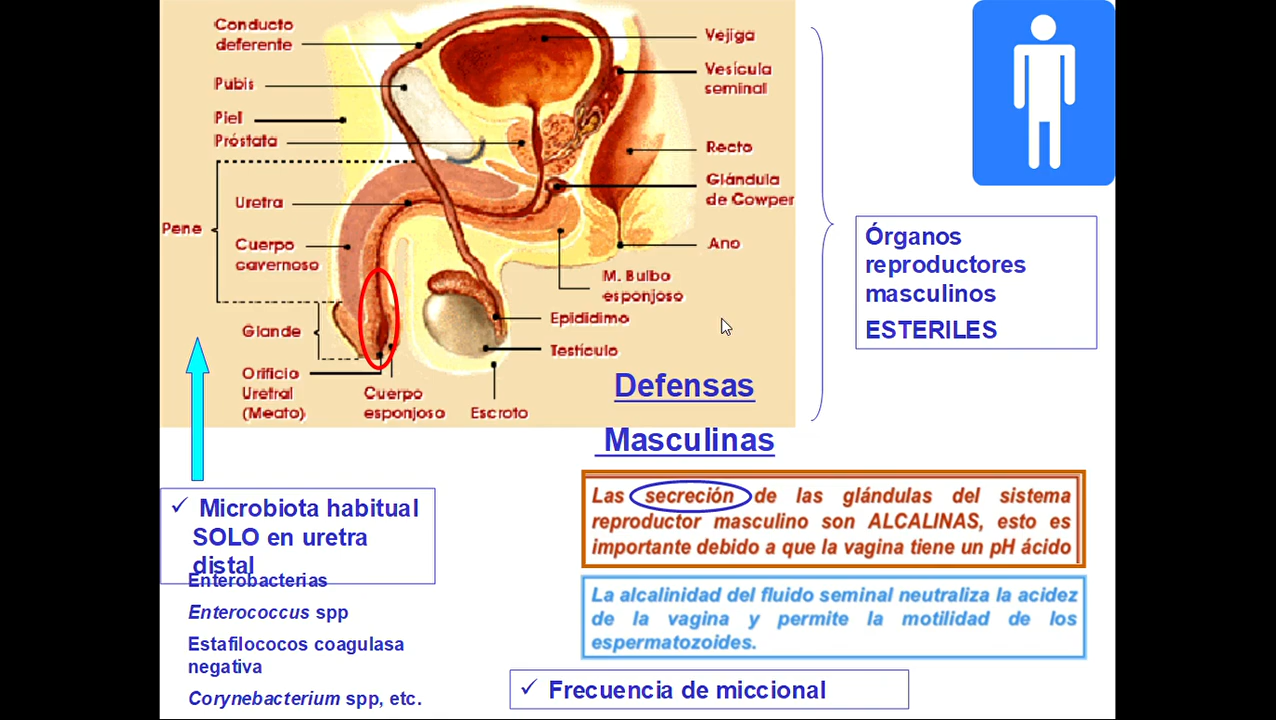 Conducto
deferente
Pubis
Piel
Próstata
Uretra
Pene
Cuerpo
cavernoso
Glande
Orificio
Uretral
(Meato)
Cuerpo
esponjoso
Escroto
Vejiga
Vesícula
seminal
Recto
Glándula
de Cowper
Ano
M. Bulbo
esponjoso
Epidídimo
Testículo
Órganos
reproductores
masculinos
ESTERILES
Defensas
Masculinas
Las secreción de las glándulas del sistema
reproductor masculino son ALCALINAS, esto es
importante debido a que la vagina tiene un pH ácido
La alcalinidad del fluido seminal neutraliza la acidez
de la vagina y permite la motilidad de los
espermatozoides.
✓ Frecuencia de miccional
✓ Microbiota habitual
SOLO en uretra
distal
Enterobacterias
Enterococcus spp
Estafilococos coagulasa
negativa
Corynebacterium spp, etc.